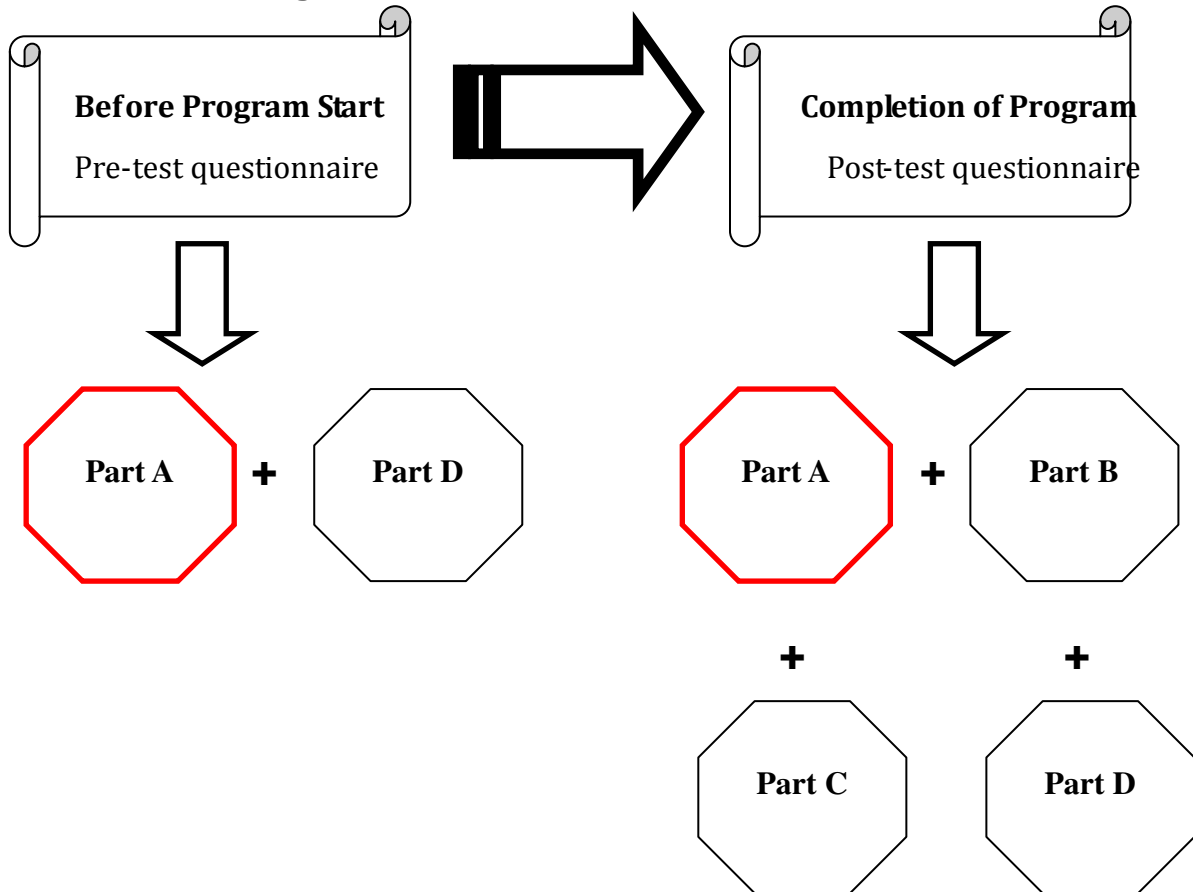 Before Program Start
Pre-test questionnaire
Completion of Program
Post-test questionnaire
Part A + Part D
Part A + Part B
+ +
Part C Part D